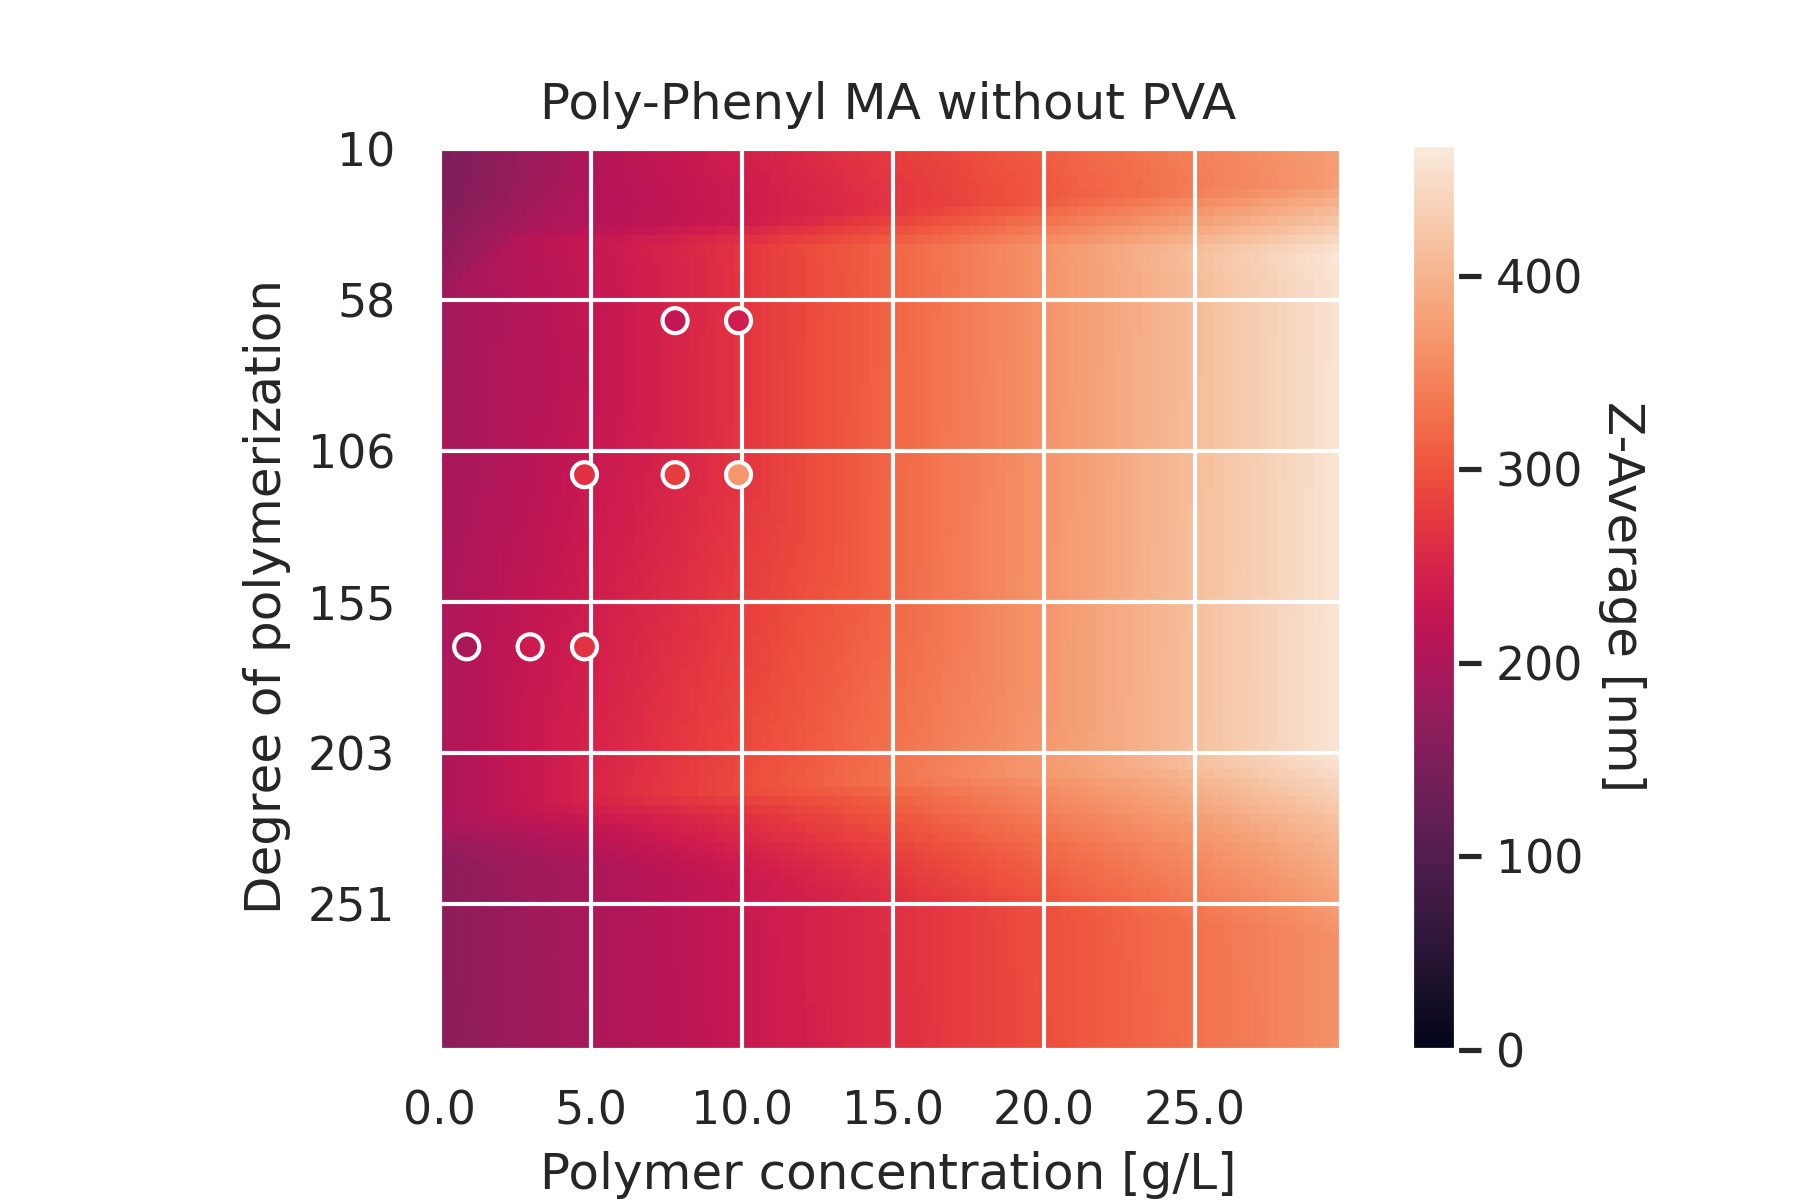 Poly-Phenyl MA without PVA
10
58
106
155
203
251
Degree of polymerization
0.0 5.0 10.0 15.0 20.0 25.0
Polymer concentration [g/L]
400
300
200
100
0
Z-Average [nm]